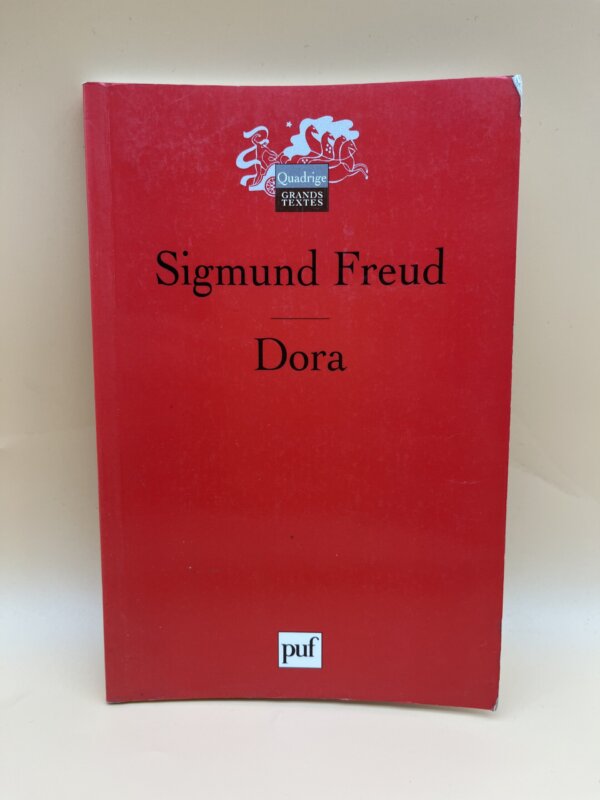 Quadrige
GRANDS
TEXTES
Sigmund Freud
Dora
puf